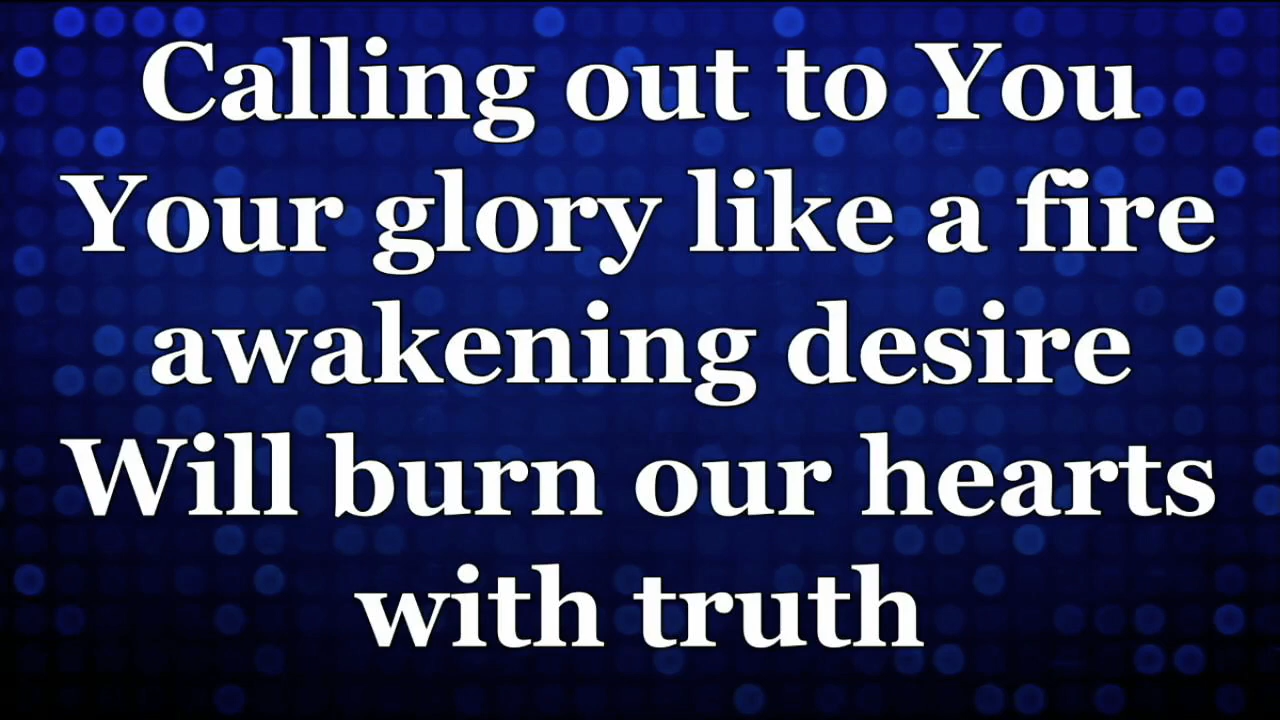 Calling out to You
Your glory like a fire
awakening desire
Will burn our hearts
with truth